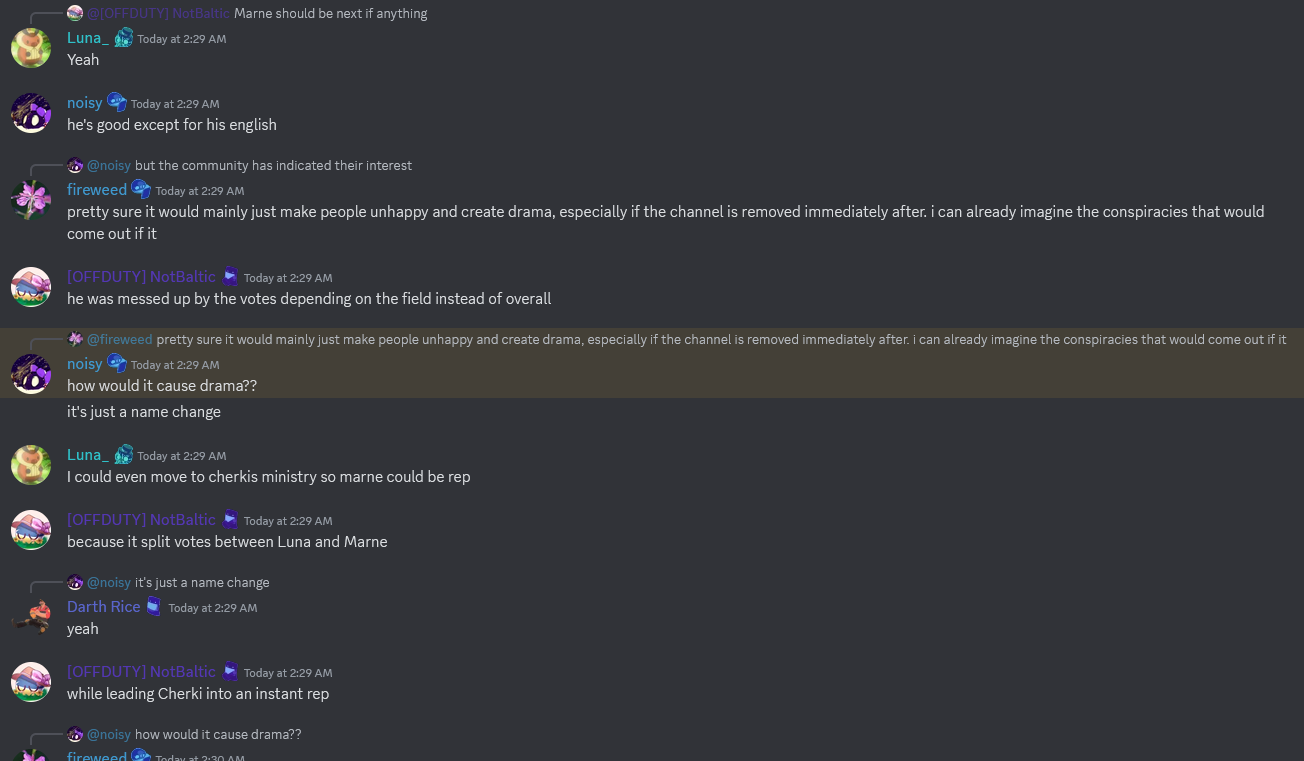 @[OFFDUTY] NotBaltic Marne should be next if anything
Luna_ Today at 2:29 AM
Yeah
noisy Today at 2:29 AM
he's good except for his english
@noisy but the community has indicated their interest
fireweed Today at 2:29 AM
pretty sure it would mainly just make people unhappy and create drama, especially if the channel is removed immediately after. i can already imagine the conspiracies that would
come out if it
[OFFDUTY] NotBaltic Today at 2:29 AM
he was messed up by the votes depending on the field instead of overall
@fireweed pretty sure it would mainly just make people unhappy and create drama, especially if the channel is removed immediately after. i can already imagine the conspiracies that would come out if it
noisy Today at 2:29 AM
how would it cause drama??
it's just a name change
Luna_ Today at 2:29 AM
I could even move to cherkis ministry so marne could be rep
[OFFDUTY] NotBaltic Today at 2:29 AM
because it split votes between Luna and Marne
@noisy it's just a name change
Darth Rice Today at 2:29 AM
yeah
[OFFDUTY] NotBaltic Today at 2:29 AM
while leading Cherki into an instant rep
@noisy how would it cause drama??
fireweed Today at 2:30 AM